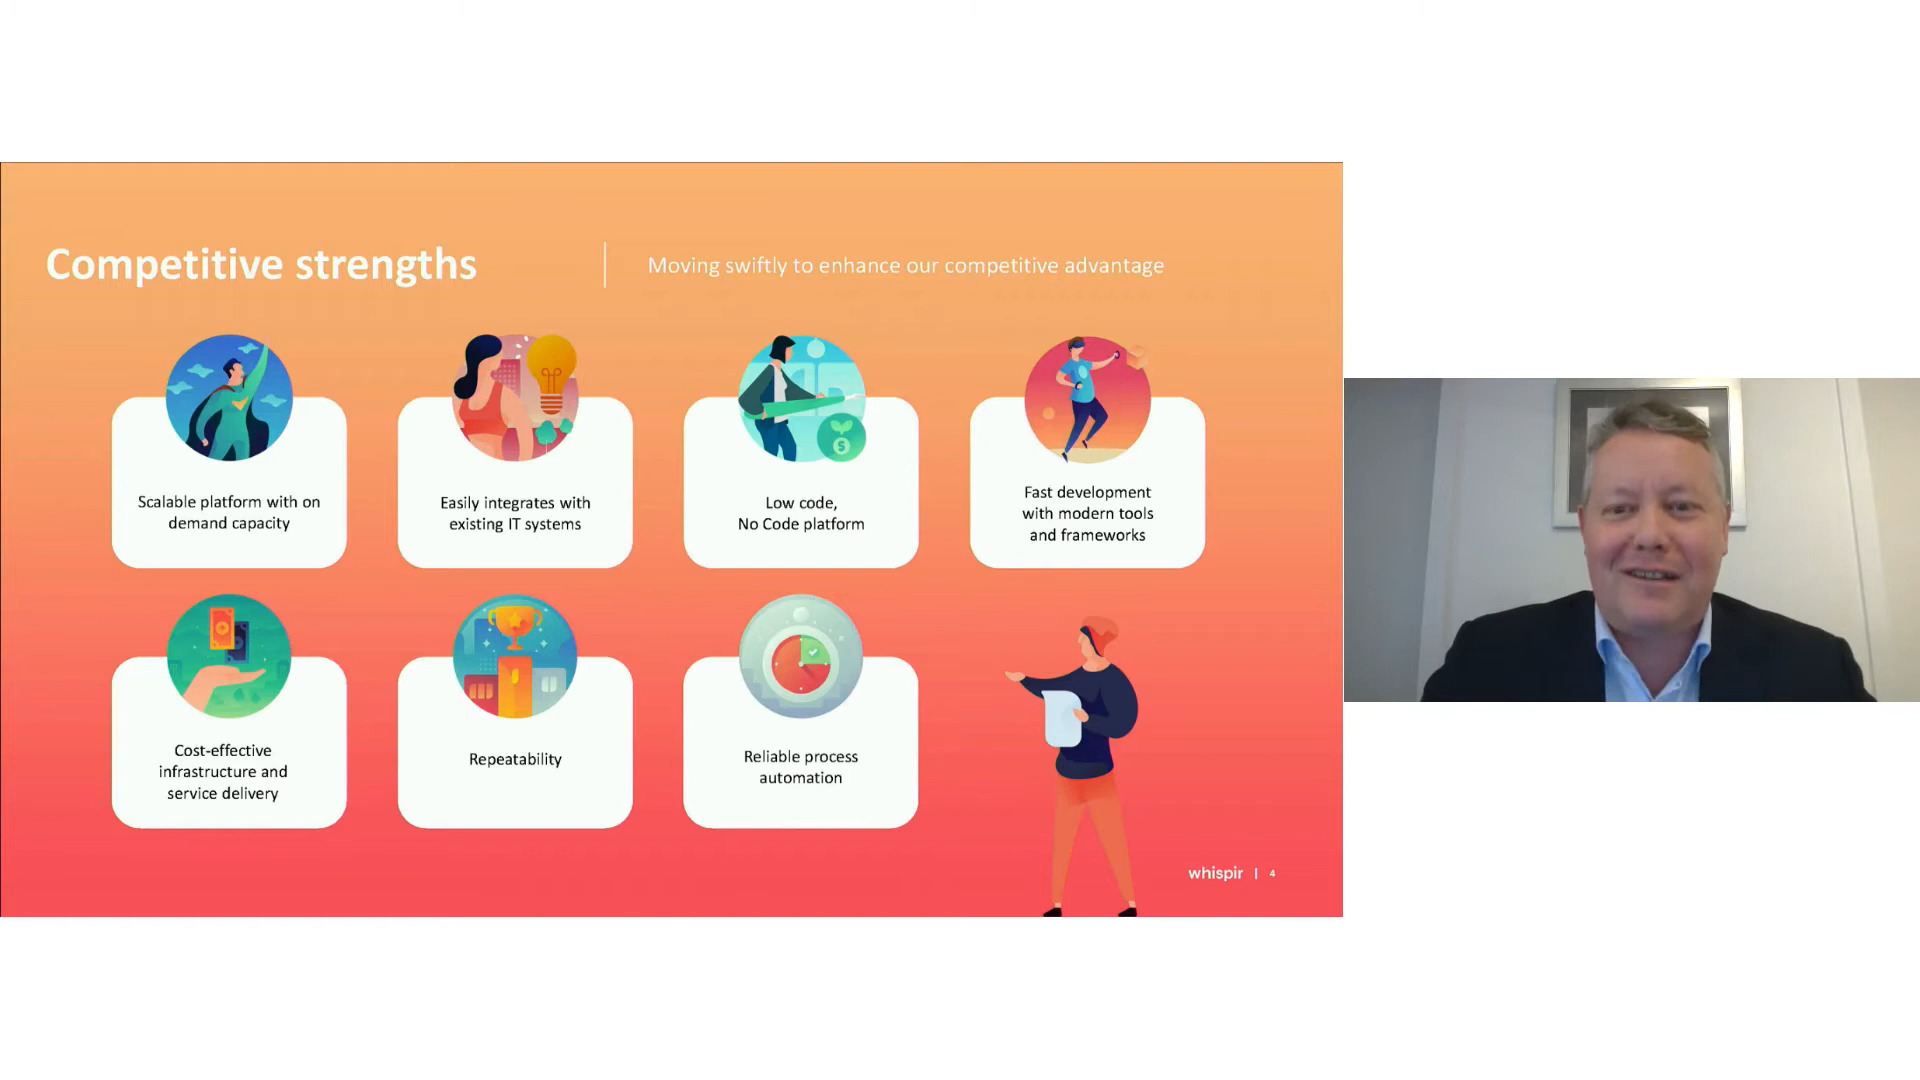 Competitive strengths
Moving swiftly to enhance our competitive advantage
Scalable platform with on
demand capacity
Easily integrates with
existing IT systems
Low code,
No Code platform
Fast development
with modern tools
and frameworks
$
Cost-effective
infrastructure and
service delivery
Repeatability
Reliable process
automation
whispir | 4